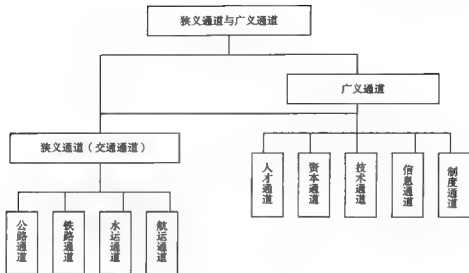 狭义通道与广义通道
广义通道
狭义通道（交通通道）
人才通道
资本通道
技术通道
信息通道
制度通道
公路通道
铁路通道
水运通道
航运通道